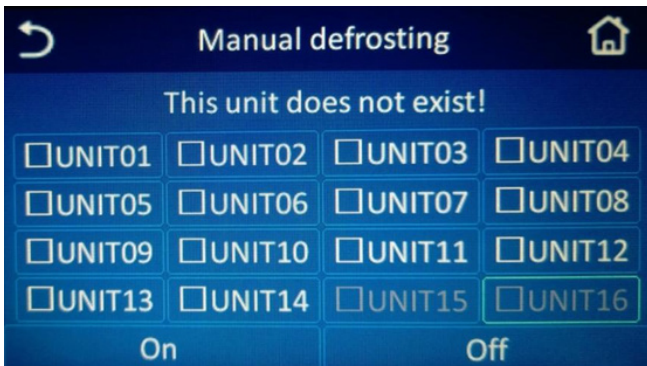 Manual defrosting
This unit does not exist!
☐UNIT01 ☐UNIT02 ☐UNIT03 ☐UNIT04
☐UNIT05 ☐UNIT06 ☐UNIT07 ☐UNIT08
☐UNIT09 ☐UNIT10 ☐UNIT11 ☐UNIT12
☐UNIT13 ☐UNIT14 ☐UNIT15 ☐UNIT16
On Off